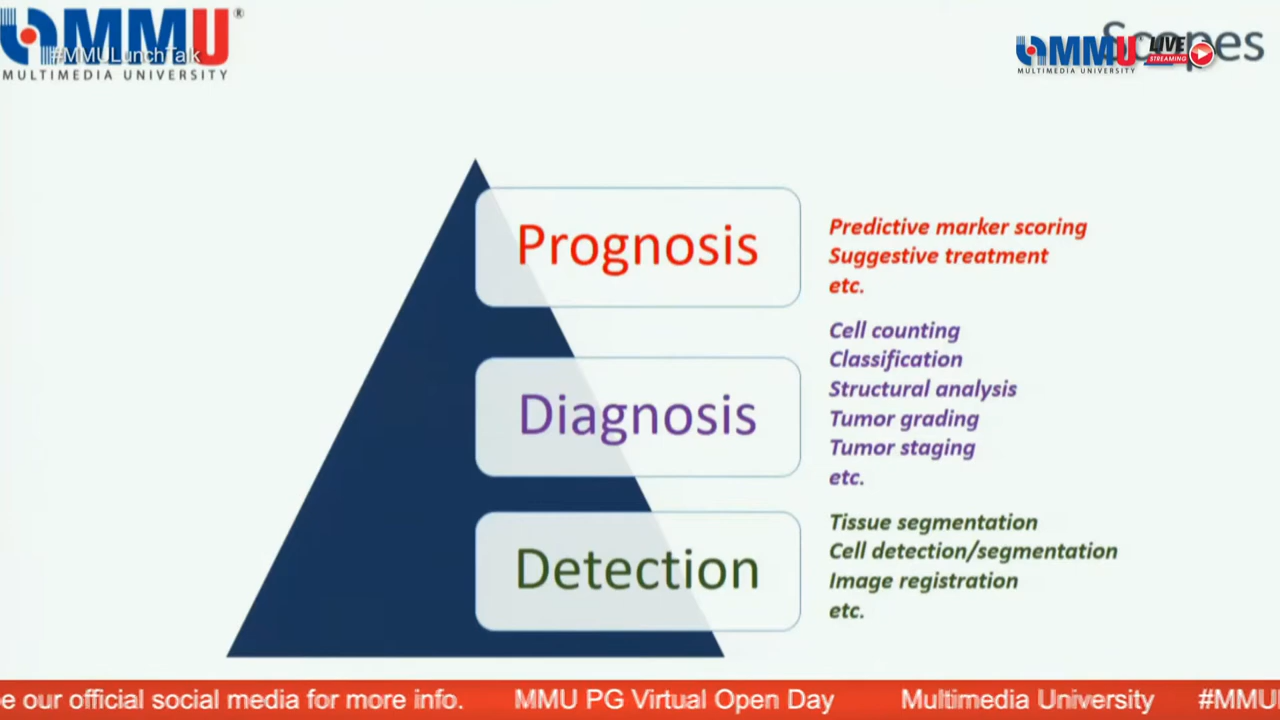 MMU
#MMULunchTalk
MULTIMEDIA UNIVERSITY
Scopes
MMU
MULTIMEDIA UNIVERSITY
LIVE
STREAMING
Prognosis
Predictive marker scoring
Suggestive treatment
etc.
Diagnosis
Cell counting
Classification
Structural analysis
Tumor grading
Tumor staging
etc.
Detection
Tissue segmentation
Cell detection/segmentation
Image registration
etc.
our official social media for more info. MMU PG Virtual Open Day Multimedia University